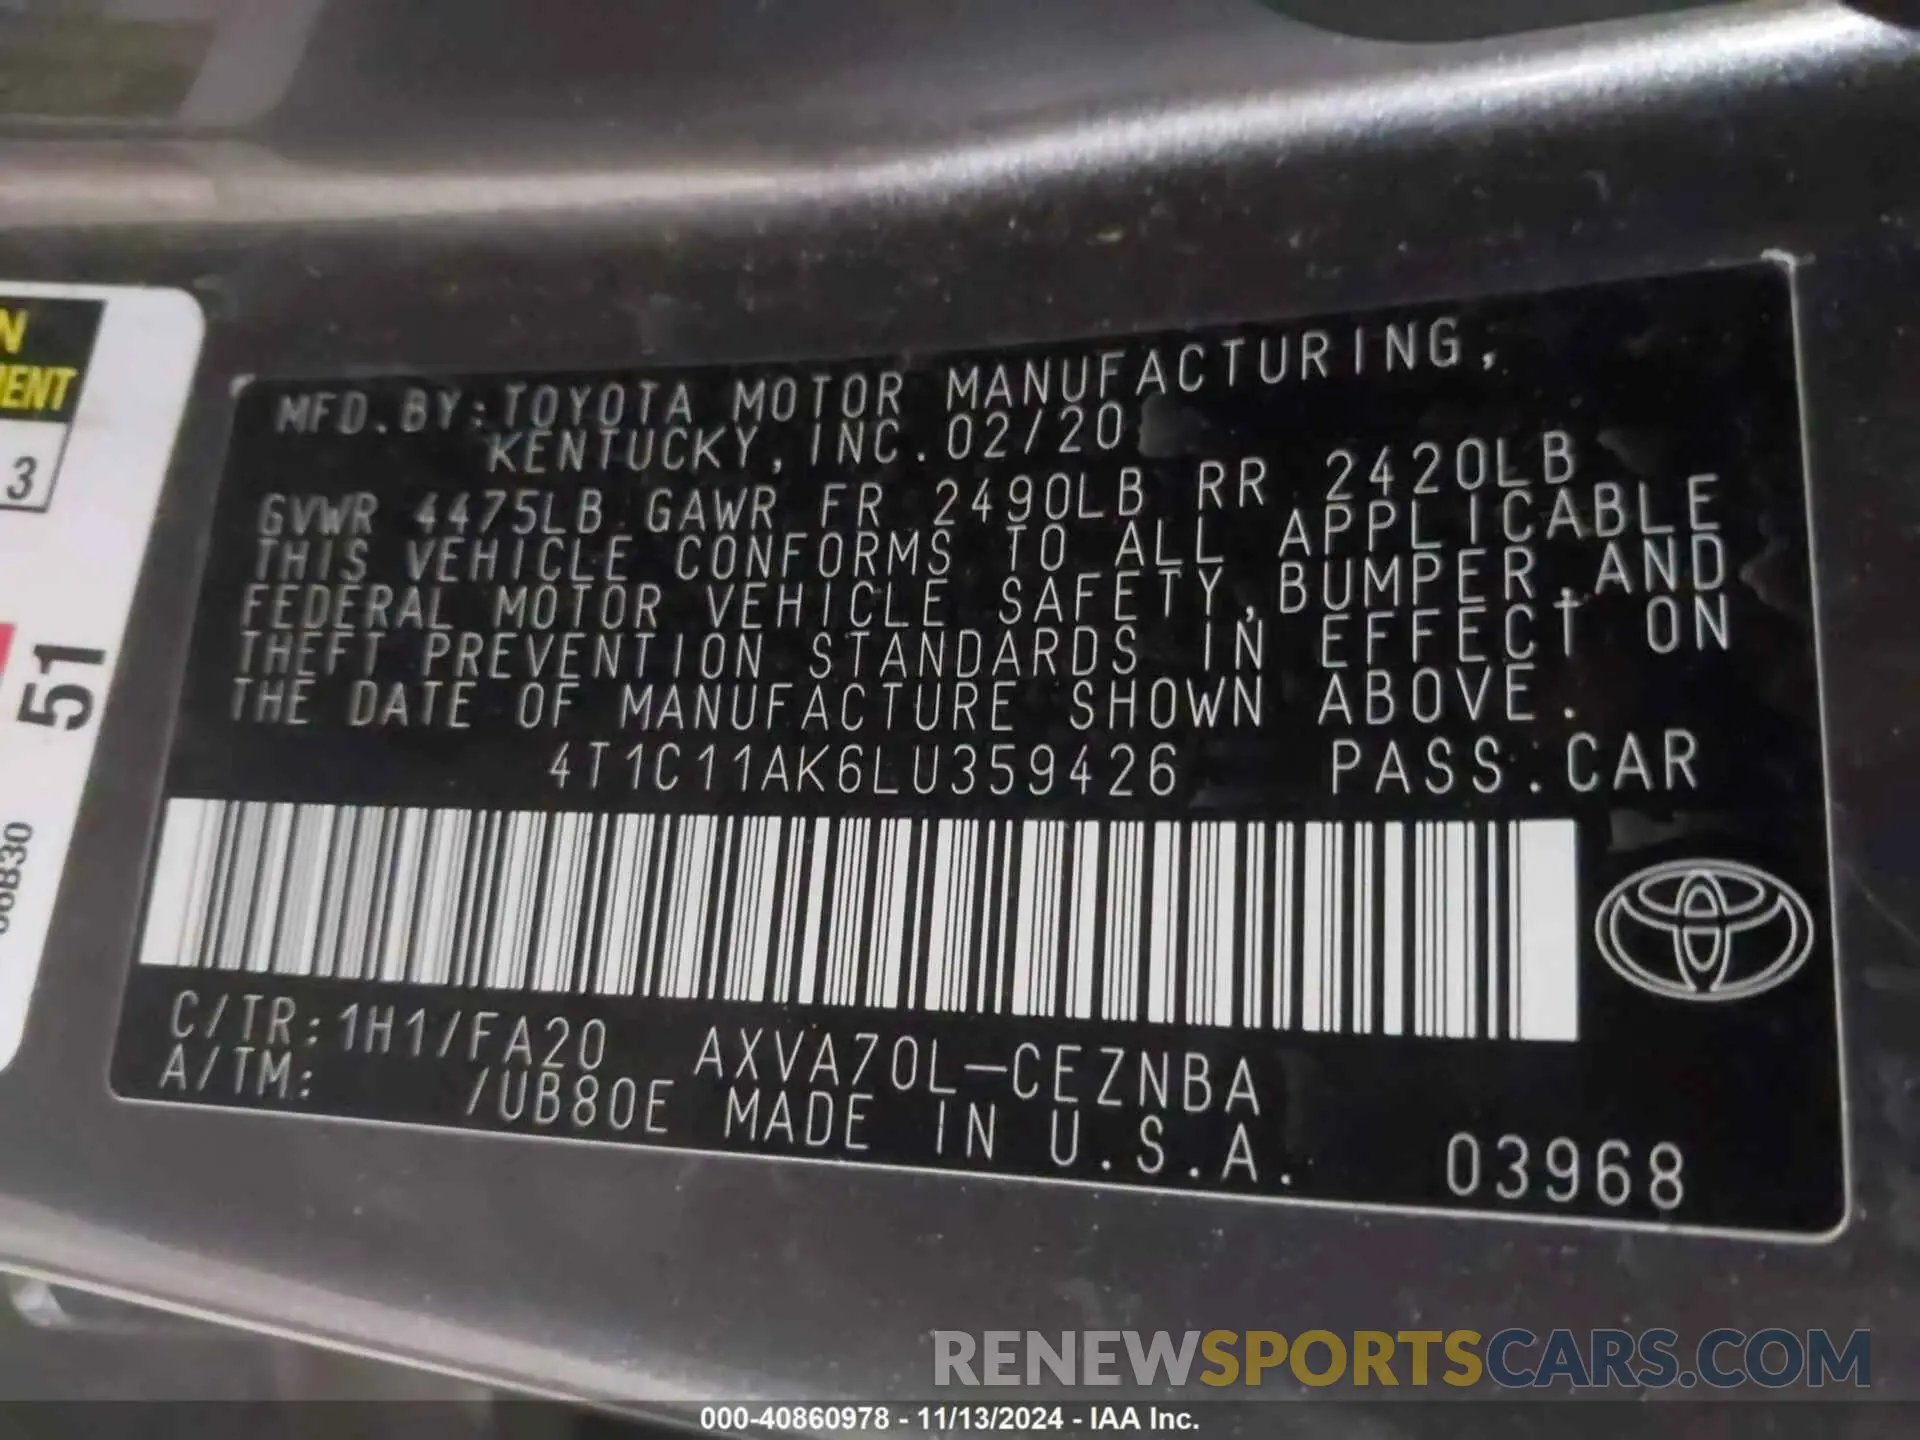 N
MENT
3
51
MFD. BY: TOYOTA MOTOR MANUFACTURING,
KENTUCKY, INC. 02/20
GVWR 4475LB GAWR FR 2490LB RR 2420LB
THIS VEHICLE CONFORMS TO ALL APPLICABLE
FEDERAL MOTOR VEHICLE SAFETY, BUMPER, AND
THEFT PREVENTION STANDARDS IN EFFECT ON
THE DATE OF MANUFACTURE SHOWN ABOVE.
4T1C11AK6LU359426 PASS. CAR
C/TR: 1H1/FA20 AXVA70L-CEZNBA
A/TM: /UB80E MADE IN U.S.A.
03968
RENEWSPORTSCARS.COM
000-40860978 - 11/13/2024 - IAA Inc.